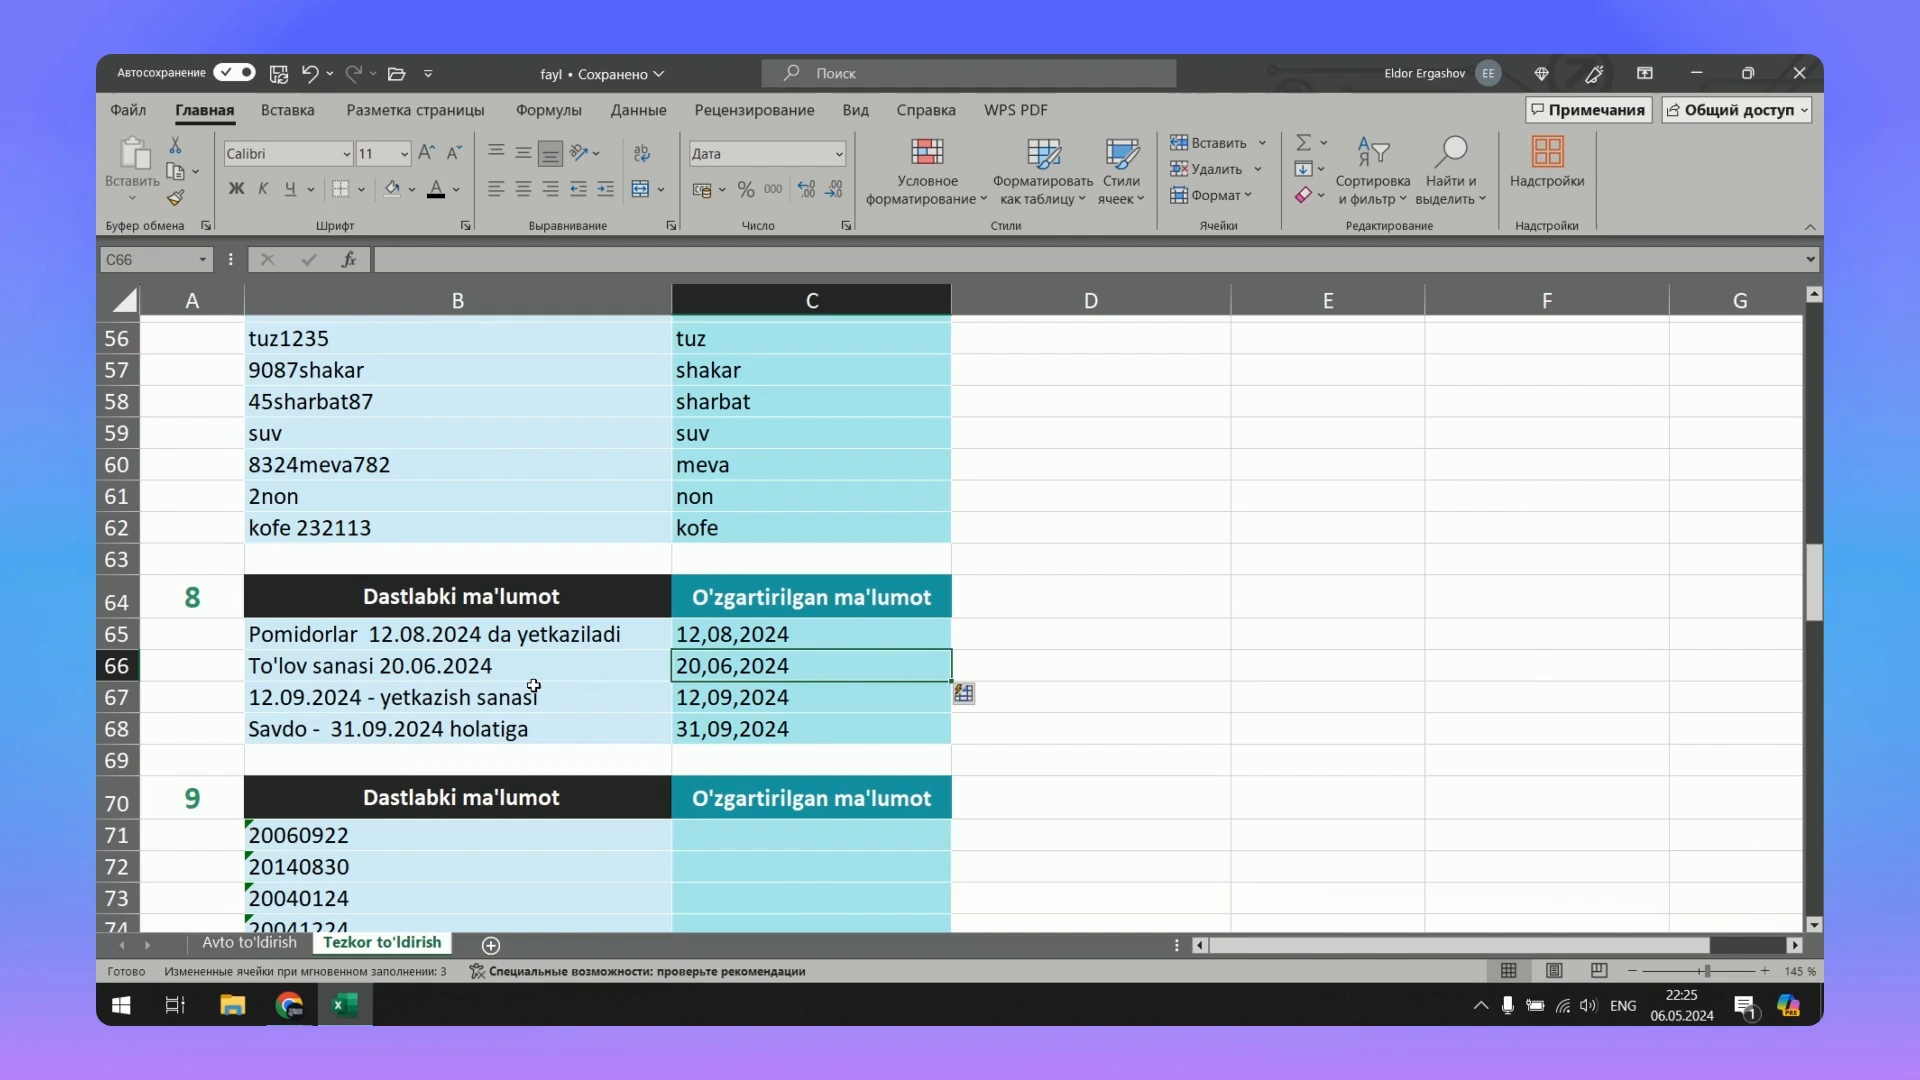 Автосохранение
fayl • Сохранено
Поиск
Eldor Ergashov EE
Файл Главная Вставка Разметка страницы Формулы Данные Рецензирование Вид Справка WPS PDF
Примечания Общий доступ
Вставить
Буфер обмена
Calibri 11
Ж К Ч
Шрифт
Выравнивание
Дата
% 000
Число
Условное
форматирование
Форматировать
как таблицу
Стили
ячеек
Стили
Вставить
Удалить
Формат
Ячейки
Сортировка
и фильтр
Найти и
выделить
Редактирование
Надстройки
Надстройки
C66 fx
A B C D E F G
56 tuz1235 tuz
57 9087shakar shakar
58 45sharbat87 sharbat
59 suv suv
60 8324meva782 meva
61 2non non
62 kofe 232113 kofe
63
64 8 Dastlabki ma'lumot O'zgartirilgan ma'lumot
65 Pomidorlar 12.08.2024 da yetkaziladi 12,08,2024
66 To'lov sanasi 20.06.2024 20,06,2024
67 12.09.2024 - yetkazish sanasi 12,09,2024
68 Savdo - 31.09.2024 holatiga 31,09,2024
69
70 9 Dastlabki ma'lumot O'zgartirilgan ma'lumot
71 20060922
72 20140830
73 20040124
74 20041224
Avto to'ldirish Tezkor to'ldirish
Готово Измененные ячейки при мгновенном заполнении: 3 Специальные возможности: проверьте рекомендации 145 %
ENG
22:25
06.05.2024
1
PRE